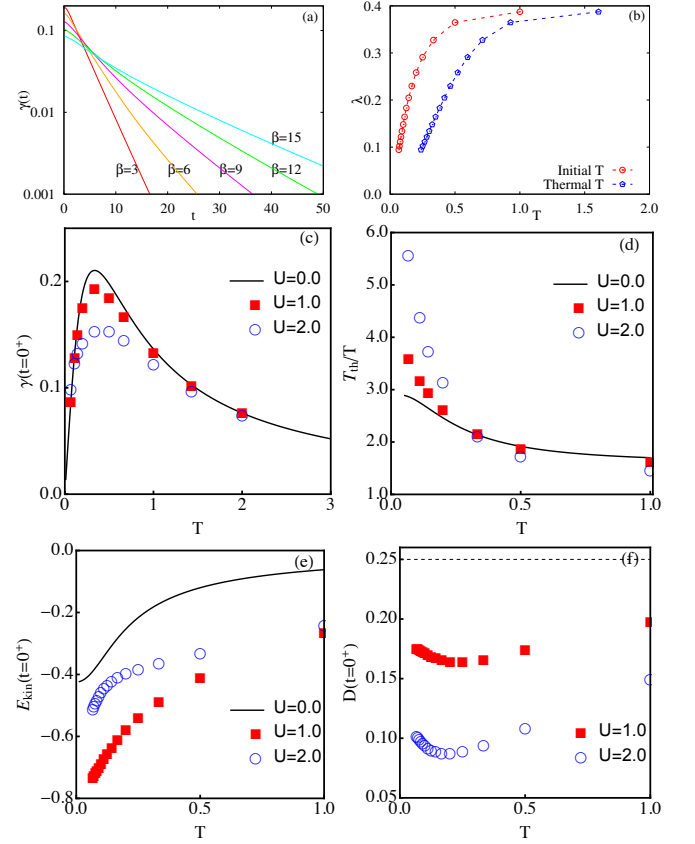 (a)
0.1
0.01
0.001
γ(t)
β=3
β=6
β=9
β=12
β=15
0 10 20 30 40 50
t
(b)
0.4
0.3
0.2
0.1
0
λ
Initial T
Thermal T
0.0 0.5 1.0 1.5 2.0
T
(c)
0.2
0.1
0.0
γ(t=0⁺)
U=0.0
U=1.0
U=2.0
0 1 2 3
T
(d)
6.0
5.0
4.0
3.0
2.0
1.0
T_th/T
U=0.0
U=1.0
U=2.0
0.0 0.5 1.0
T
(e)
0.0
−0.2
−0.4
−0.6
−0.8
E_kin(t=0⁺)
U=0.0
U=1.0
U=2.0
0.0 0.5 1.0
T
(f)
0.25
0.20
0.15
0.10
0.05
D(t=0⁺)
U=1.0
U=2.0
0.0 0.5 1.0
T